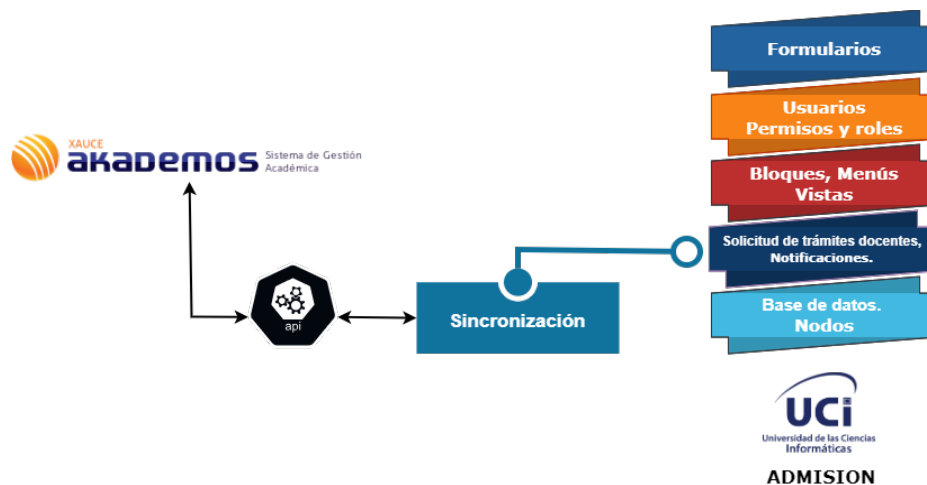 XAUCE
AKADEMOS
Sistema de Gestión
Académica
api
Sincronización
Formularios
Usuarios
Permisos y roles
Bloques, Menús
Vistas
Solicitud de trámites docentes,
Notificaciones.
Base de datos.
Nodos
UCi
Universidad de las Ciencias
Informáticas
ADMISION